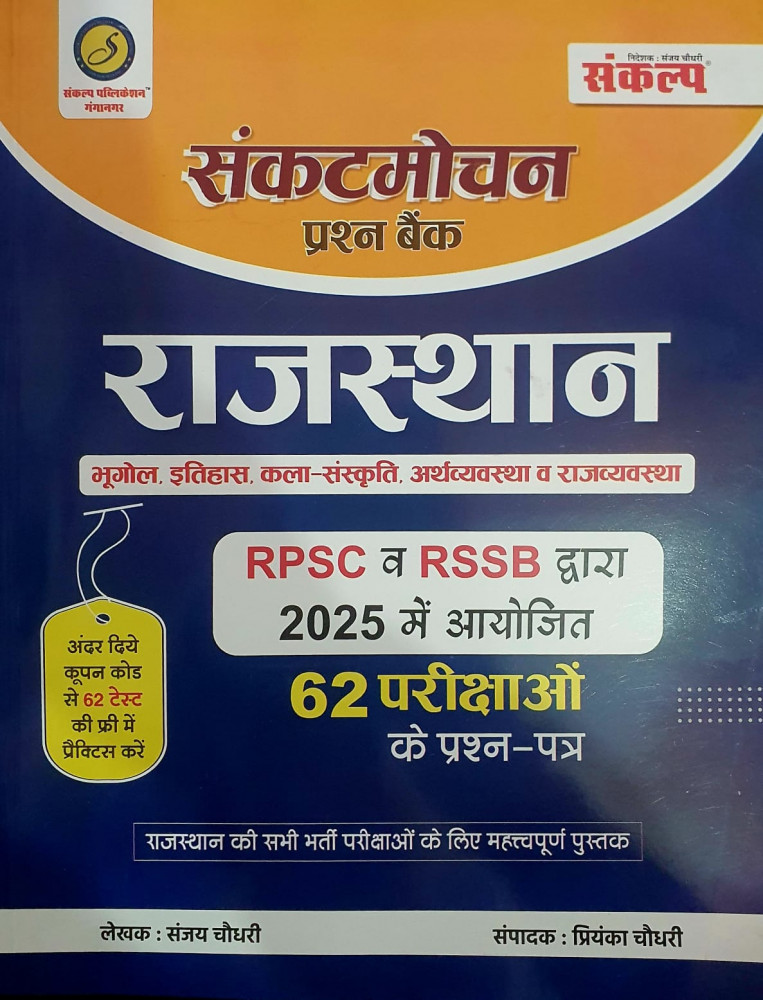 संकल्प पब्लिकेशन™
गंगानगर
निदेशक : संजय चौधरी
संकल्प®
संकटमोचन
प्रश्न बैंक
राजस्थान
भूगोल, इतिहास, कला-संस्कृति, अर्थव्यवस्था व राजव्यवस्था
RPSC व RSSB द्वारा
2025 में आयोजित
62 परीक्षाओं
के प्रश्न-पत्र
अंदर दिये
कूपन कोड
से 62 टेस्ट
की फ्री में
प्रैक्टिस करें
राजस्थान की सभी भर्ती परीक्षाओं के लिए महत्त्वपूर्ण पुस्तक
लेखक : संजय चौधरी
संपादक : प्रियंका चौधरी